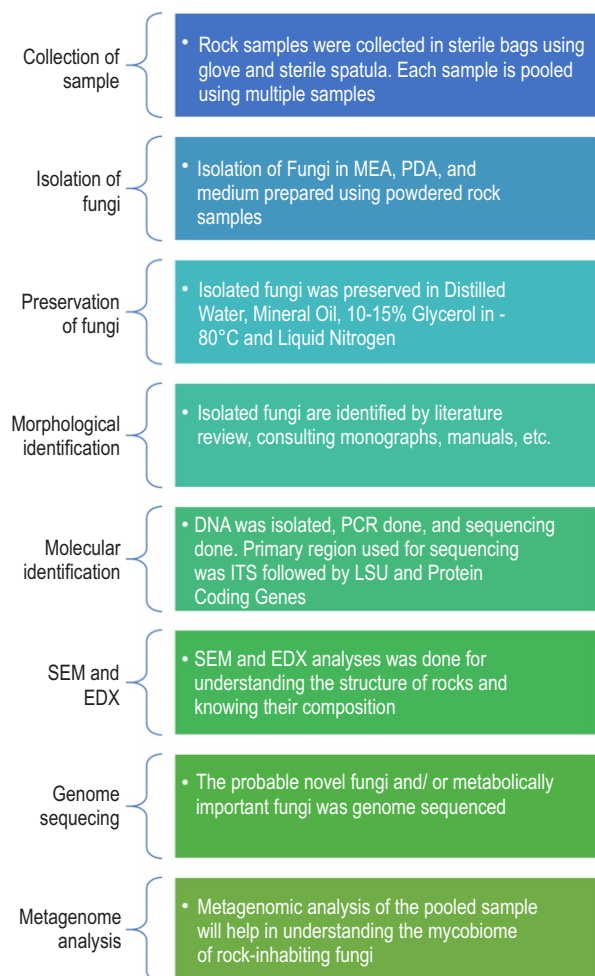 Collection of
sample
• Rock samples were collected in sterile bags using
glove and sterile spatula. Each sample is pooled
using multiple samples
Isolation of
fungi
• Isolation of Fungi in MEA, PDA, and
medium prepared using powdered rock
samples
Preservation
of fungi
• Isolated fungi was preserved in Distilled
Water, Mineral Oil, 10-15% Glycerol in -
80°C and Liquid Nitrogen
Morphological
identification
• Isolated fungi are identified by literature
review, consulting monographs, manuals, etc.
Molecular
identification
• DNA was isolated, PCR done, and sequencing
done. Primary region used for sequencing
was ITS followed by LSU and Protein
Coding Genes
SEM and
EDX
• SEM and EDX analyses was done for
understanding the structure of rocks and
knowing their composition
Genome
sequecing
• The probable novel fungi and/ or metabolically
important fungi was genome sequenced
Metagenome
analysis
• Metagenomic analysis of the pooled sample
will help in understanding the mycobiome
of rock-inhabiting fungi